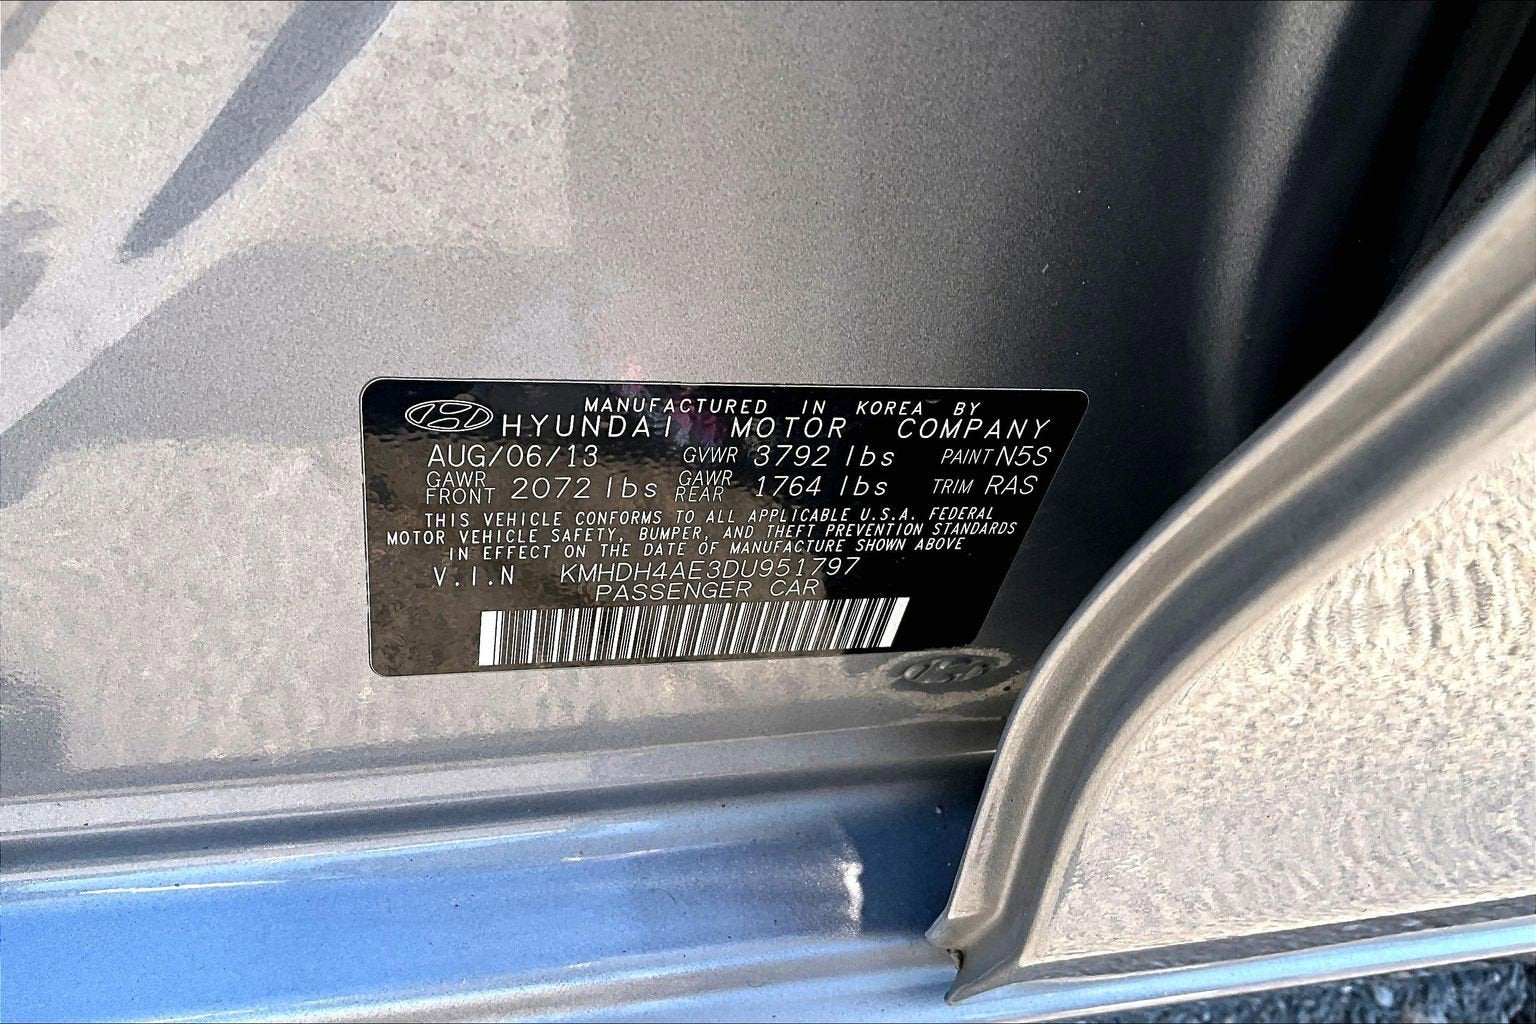 MANUFACTURED IN KOREA BY
HYUNDAI MOTOR COMPANY
AUG/06/13 GVWR 3792 lbs PAINT N5S
GAWR FRONT 2072 lbs GAWR REAR 1764 lbs TRIM RAS
THIS VEHICLE CONFORMS TO ALL APPLICABLE U.S.A. FEDERAL
MOTOR VEHICLE SAFETY, BUMPER, AND THEFT PREVENTION STANDARDS
IN EFFECT ON THE DATE OF MANUFACTURE SHOWN ABOVE
V.I.N KMHDH4AE3DU951797
PASSENGER CAR